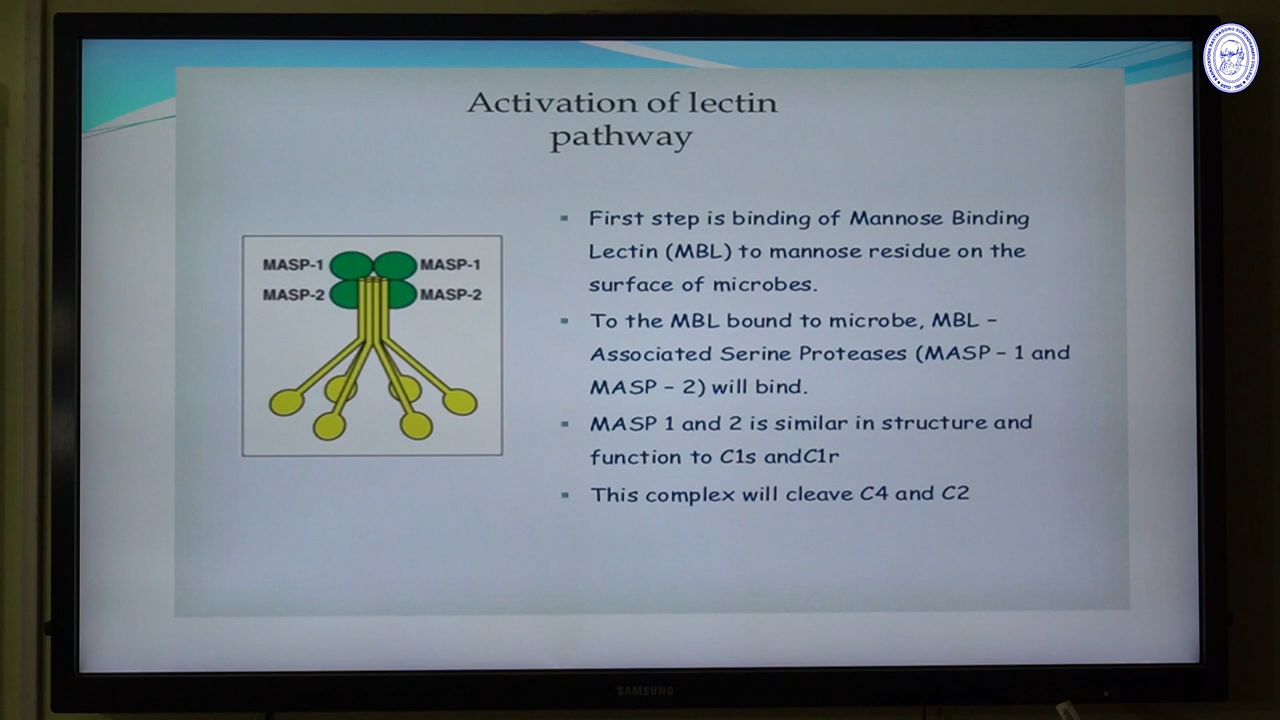 Activation of lectin
pathway
MASP-1
MASP-1
MASP-2
MASP-2
▪ First step is binding of Mannose Binding
Lectin (MBL) to mannose residue on the
surface of microbes.
▪ To the MBL bound to microbe, MBL –
Associated Serine Proteases (MASP – 1 and
MASP – 2) will bind.
▪ MASP 1 and 2 is similar in structure and
function to C1s andC1r
▪ This complex will cleave C4 and C2
SAMSUNG